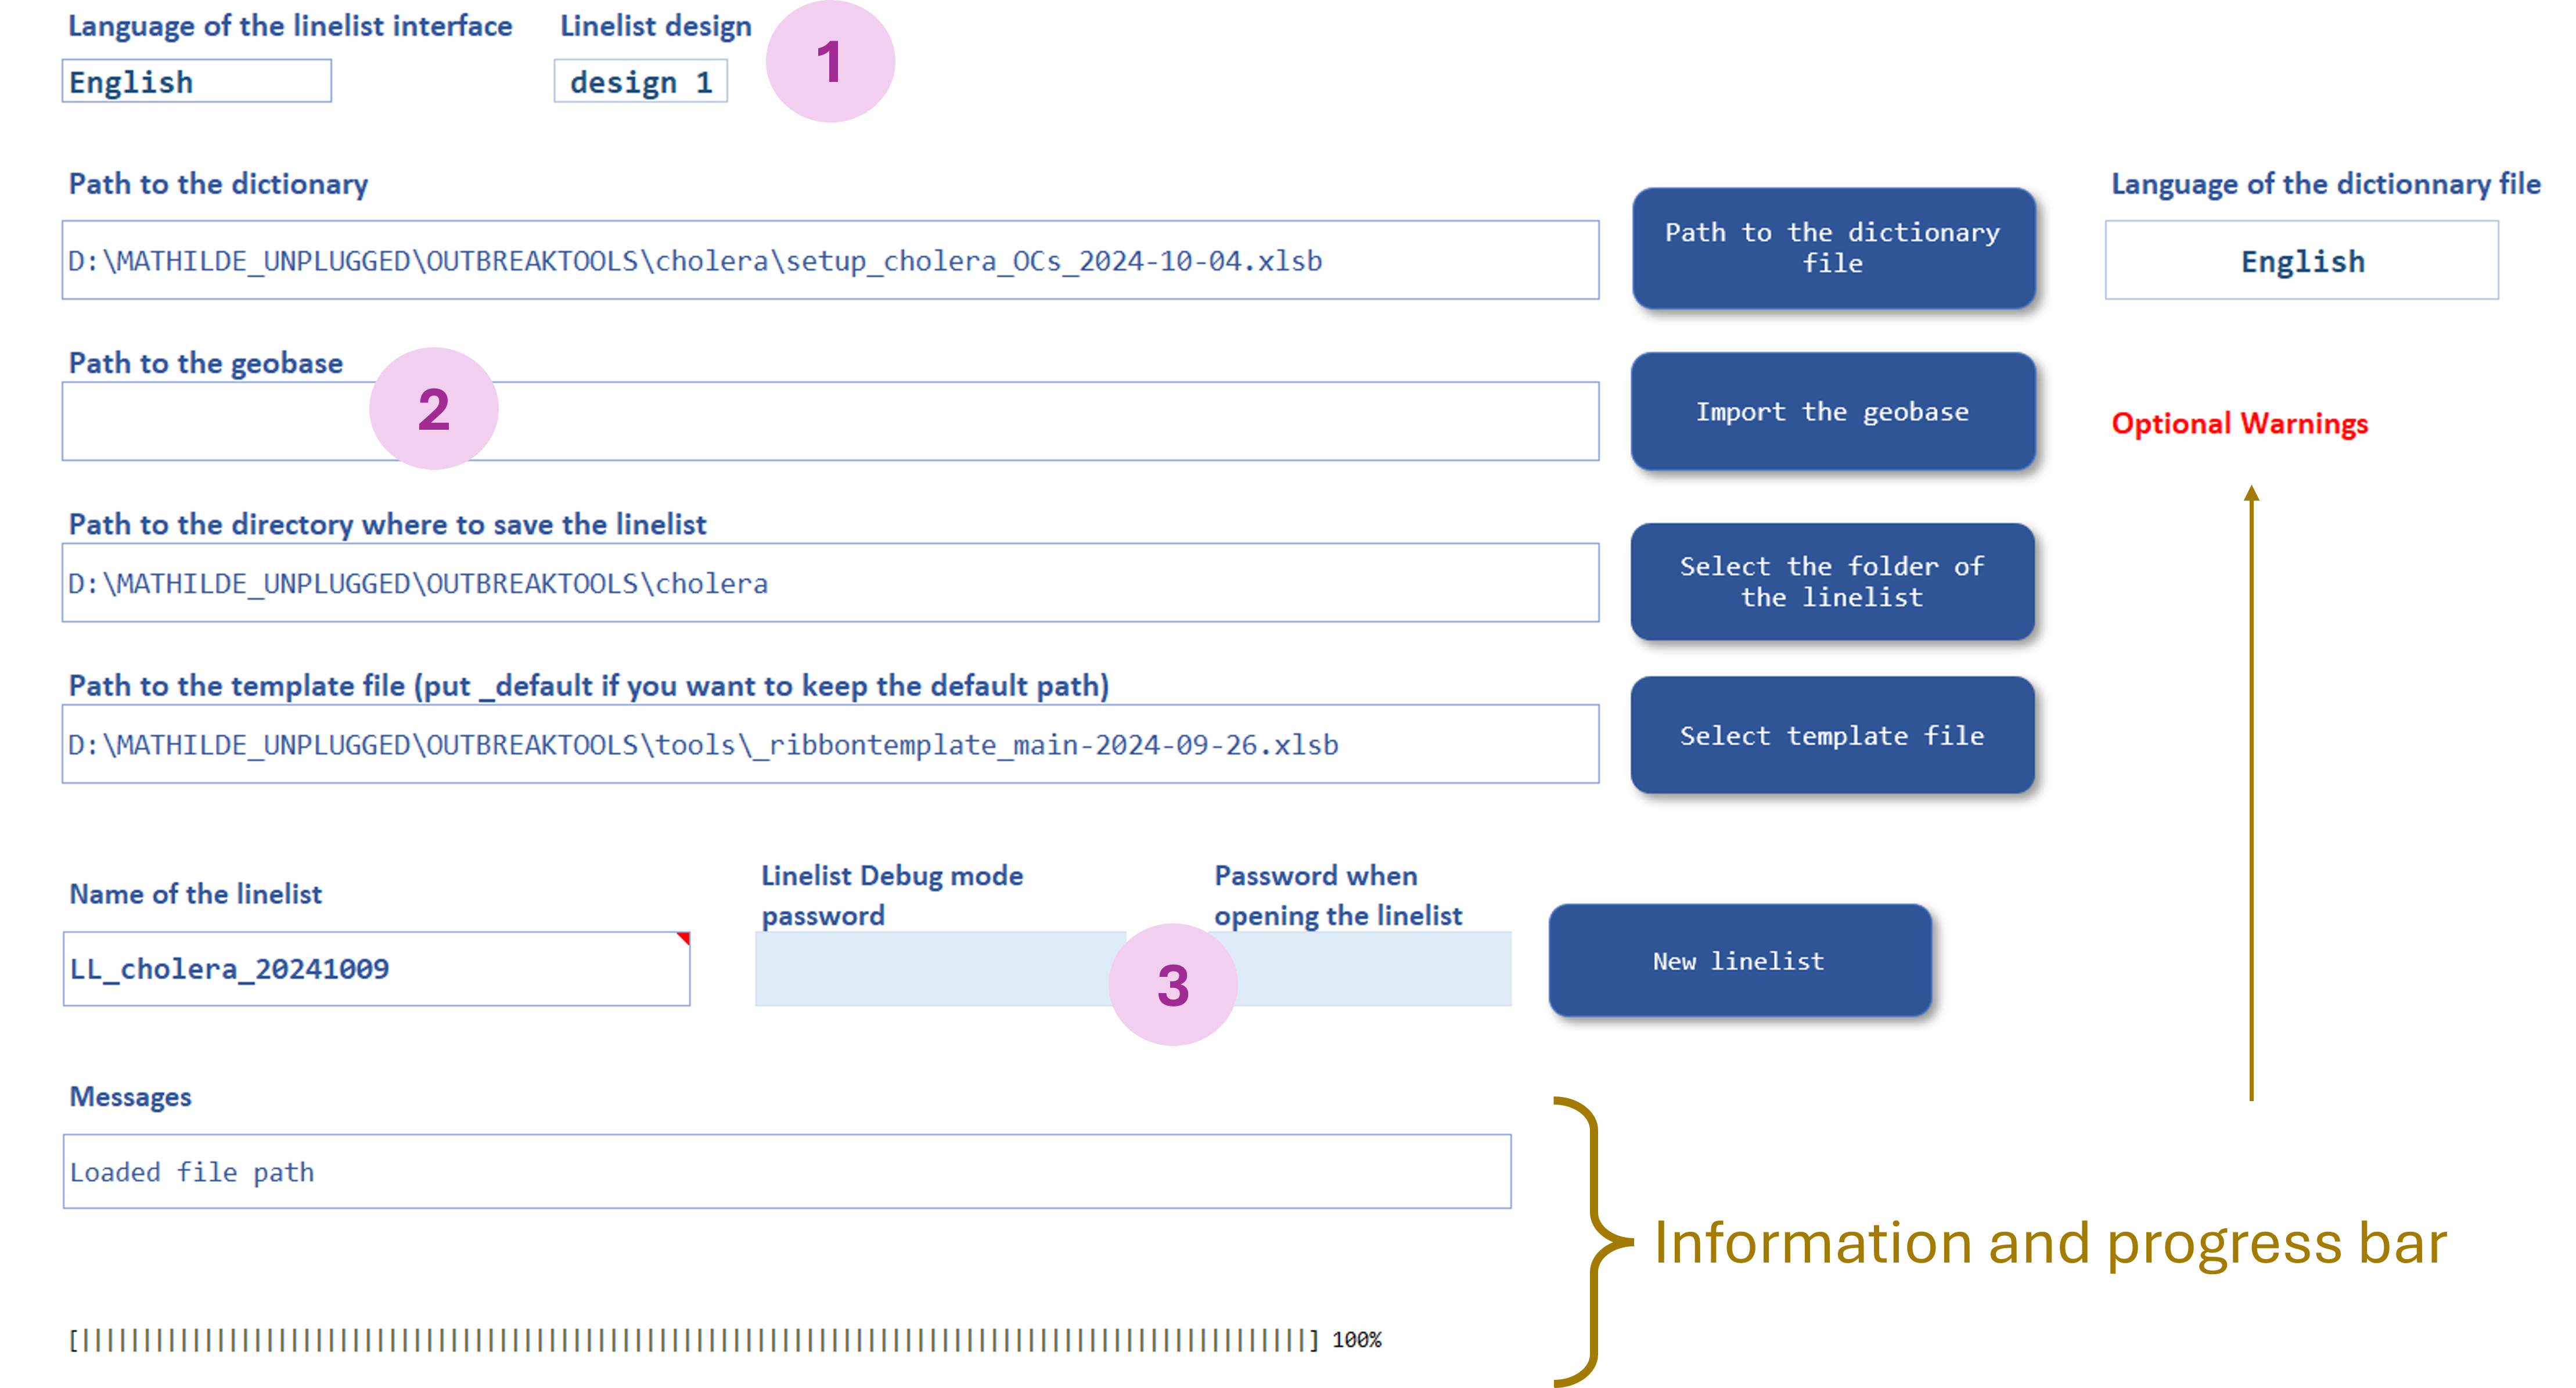 Language of the linelist interface
Linelist design
1
English
design 1
Path to the dictionary
Language of the dictionnary file
D:\MATHILDE_UNPLUGGED\OUTBREAKTOOLS\cholera\setup_cholera_OCs_2024-10-04.xlsb
Path to the dictionary
file
English
Path to the geobase
2
Import the geobase
Optional Warnings
Path to the directory where to save the linelist
D:\MATHILDE_UNPLUGGED\OUTBREAKTOOLS\cholera
Select the folder of
the linelist
Path to the template file (put _default if you want to keep the default path)
D:\MATHILDE_UNPLUGGED\OUTBREAKTOOLS\tools\_ribbontemplate_main-2024-09-26.xlsb
Select template file
Name of the linelist
Linelist Debug mode
password
Password when
opening the linelist
LL_cholera_20241009
3
New linelist
Messages
Loaded file path
Information and progress bar
[||||||||||||||||||||||||||||||||||||||||||||||||||||||||||||||||||||||||||||||||||||||||||||||||||||] 100%